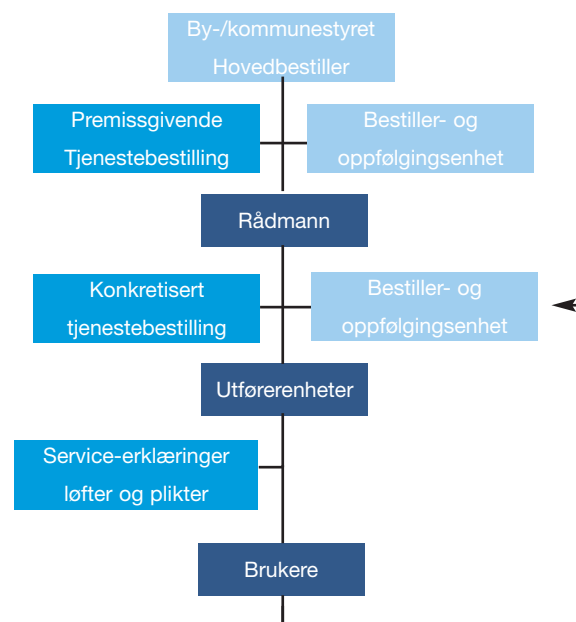 By-/kommunestyret
Hovedbestiller
Premissgivende
Tjenestebestilling
Bestiller- og
oppfølgingsenhet
Rådmann
Konkretisert
tjenestebestilling
Bestiller- og
oppfølgingsenhet
Utførerenheter
Service-erklæringer
løfter og plikter
Brukere